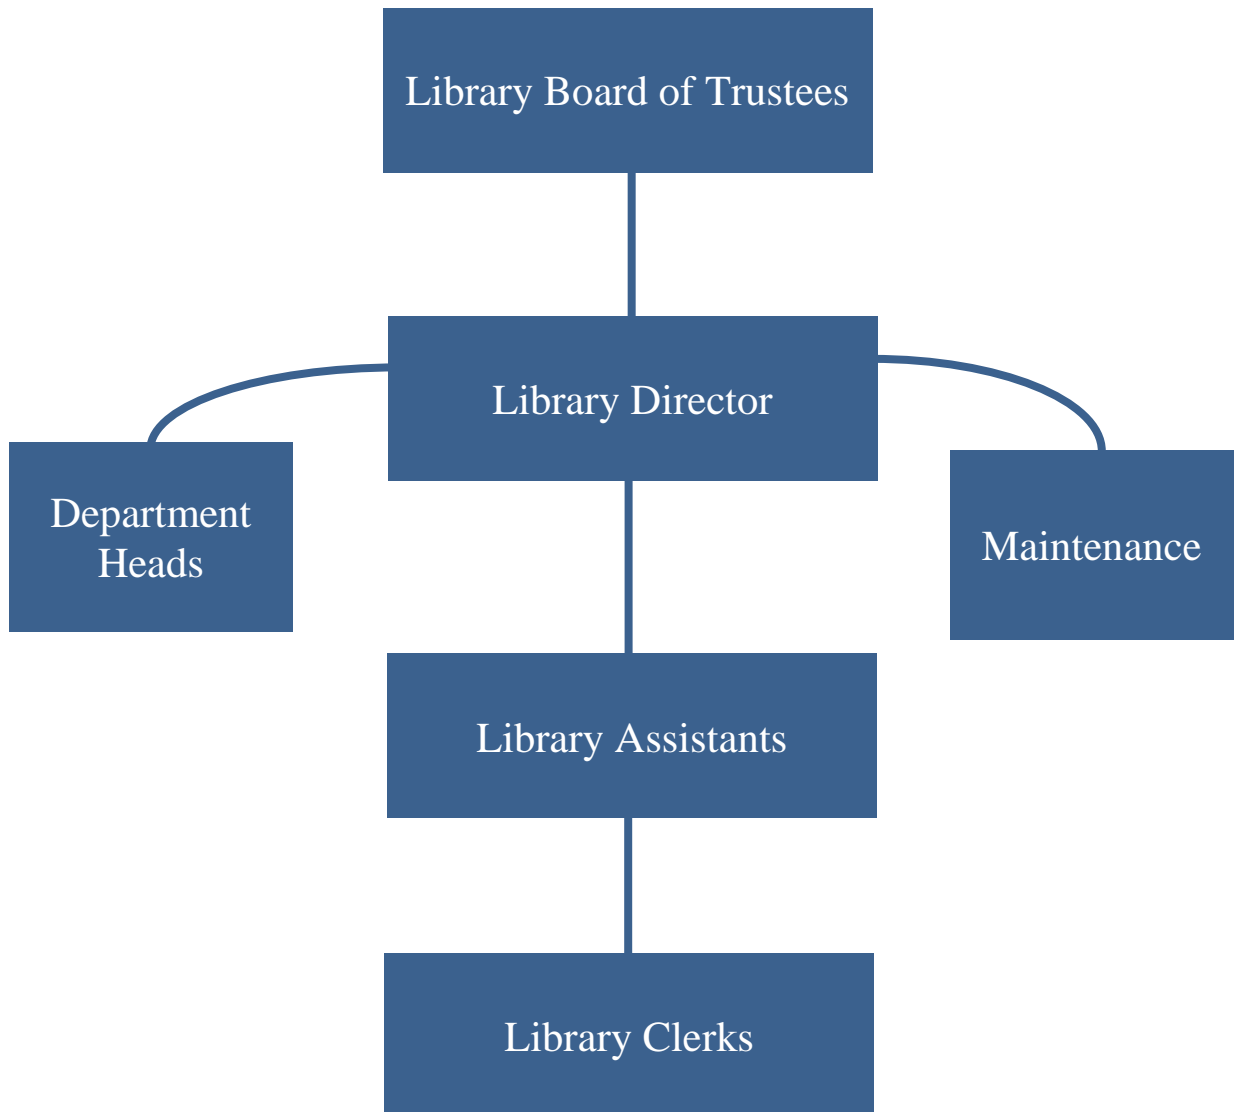 Library Board of Trustees
Library Director
Department
Heads
Maintenance
Library Assistants
Library Clerks